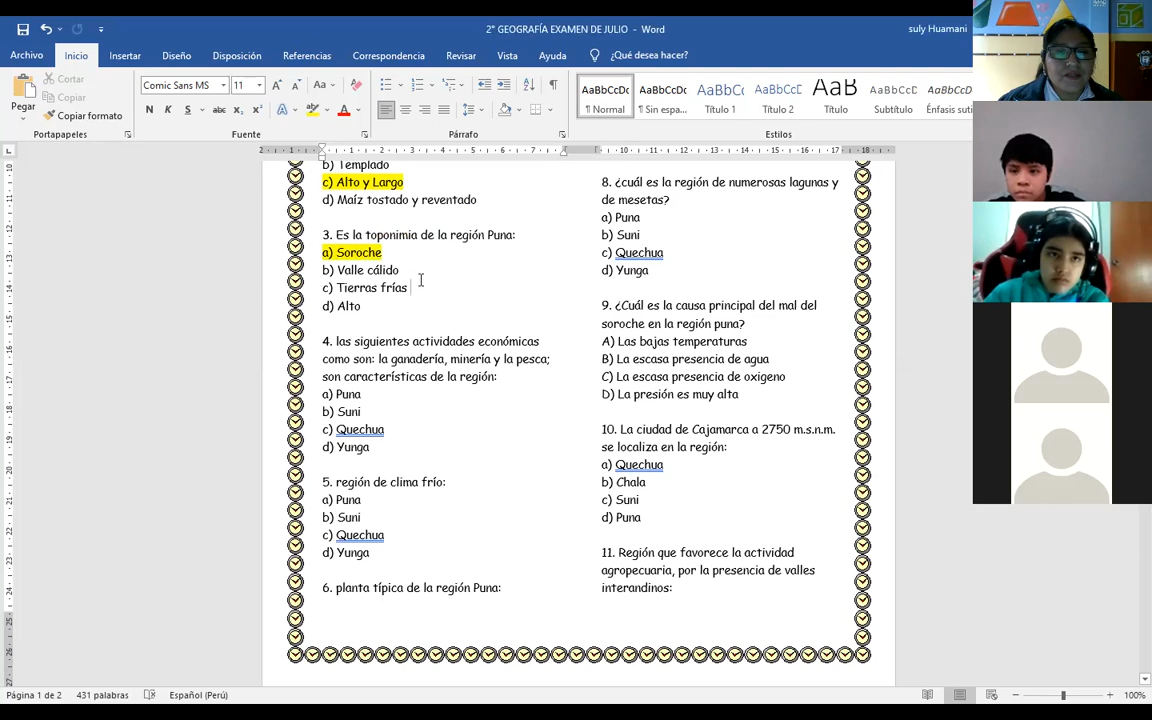 2° GEOGRAFÍA EXAMEN DE JULIO - Word
suly Huamani
Archivo
Inicio
Insertar
Diseño
Disposición
Referencias
Correspondencia
Revisar
Vista
Ayuda
¿Qué desea hacer?
Pegar
Cortar
Copiar
Copiar formato
Portapapeles
Comic Sans MS
11
Fuente
Párrafo
AaBbCcDc
¶ Normal
AaBbCcDc
¶ Sin espa...
AaBbCc
Título 1
AaBbCcC
Título 2
AaB
Título
AaBbCcC
Subtítulo
AaBbCcDc
Énfasis suti
Estilos
b) Templado
c) Alto y Largo
d) Maíz tostado y reventado
3. Es la toponimia de la región Puna:
a) Soroche
b) Valle cálido
c) Tierras frías
d) Alto
4. las siguientes actividades económicas
como son: la ganadería, minería y la pesca;
son características de la región:
a) Puna
b) Suni
c) Quechua
d) Yunga
5. región de clima frío:
a) Puna
b) Suni
c) Quechua
d) Yunga
6. planta típica de la región Puna:
8. ¿cuál es la región de numerosas lagunas y
de mesetas?
a) Puna
b) Suni
c) Quechua
d) Yunga
9. ¿Cuál es la causa principal del mal del
soroche en la región puna?
A) Las bajas temperaturas
B) La escasa presencia de agua
C) La escasa presencia de oxigeno
D) La presión es muy alta
10. La ciudad de Cajamarca a 2750 m.s.n.m.
se localiza en la región:
a) Quechua
b) Chala
c) Suni
d) Puna
11. Región que favorece la actividad
agropecuaria, por la presencia de valles
interandinos:
Página 1 de 2
431 palabras
Español (Perú)
100%